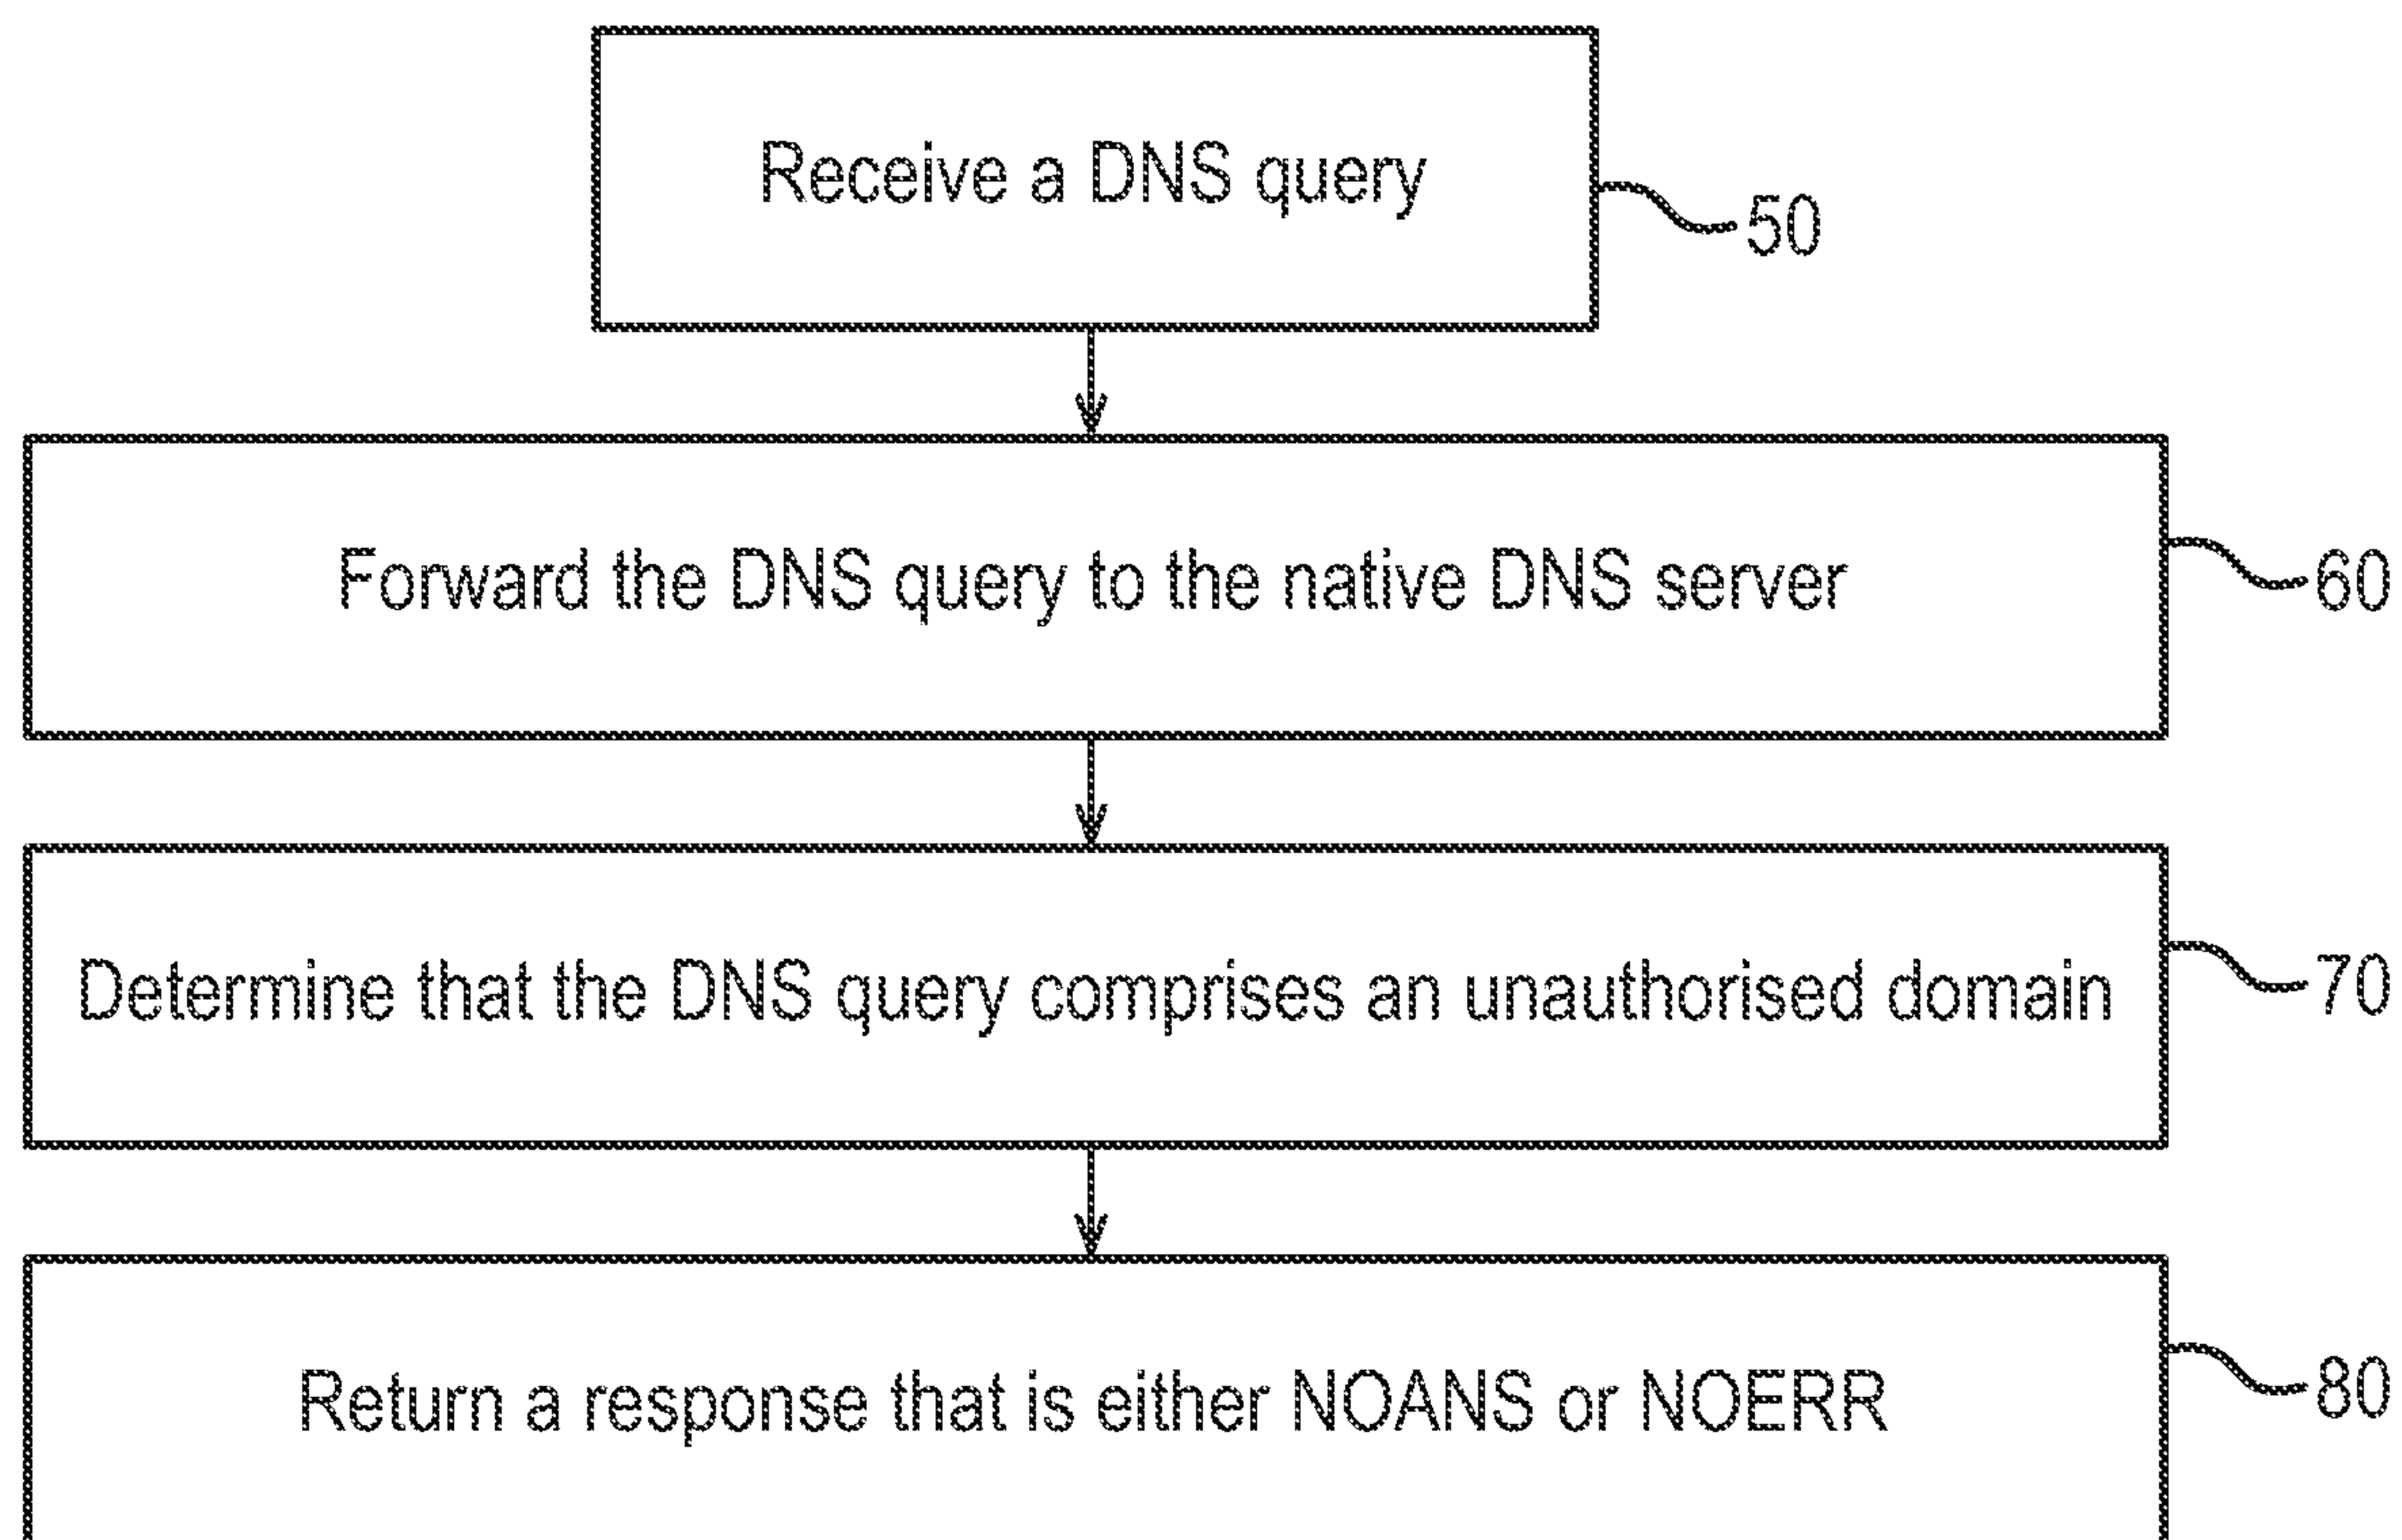 Receive a DNS query
50
Forward the DNS query to the native DNS server
60
Determine that the DNS query comprises an unauthorised domain
70
Return a response that is either NOANS or NOERR
80